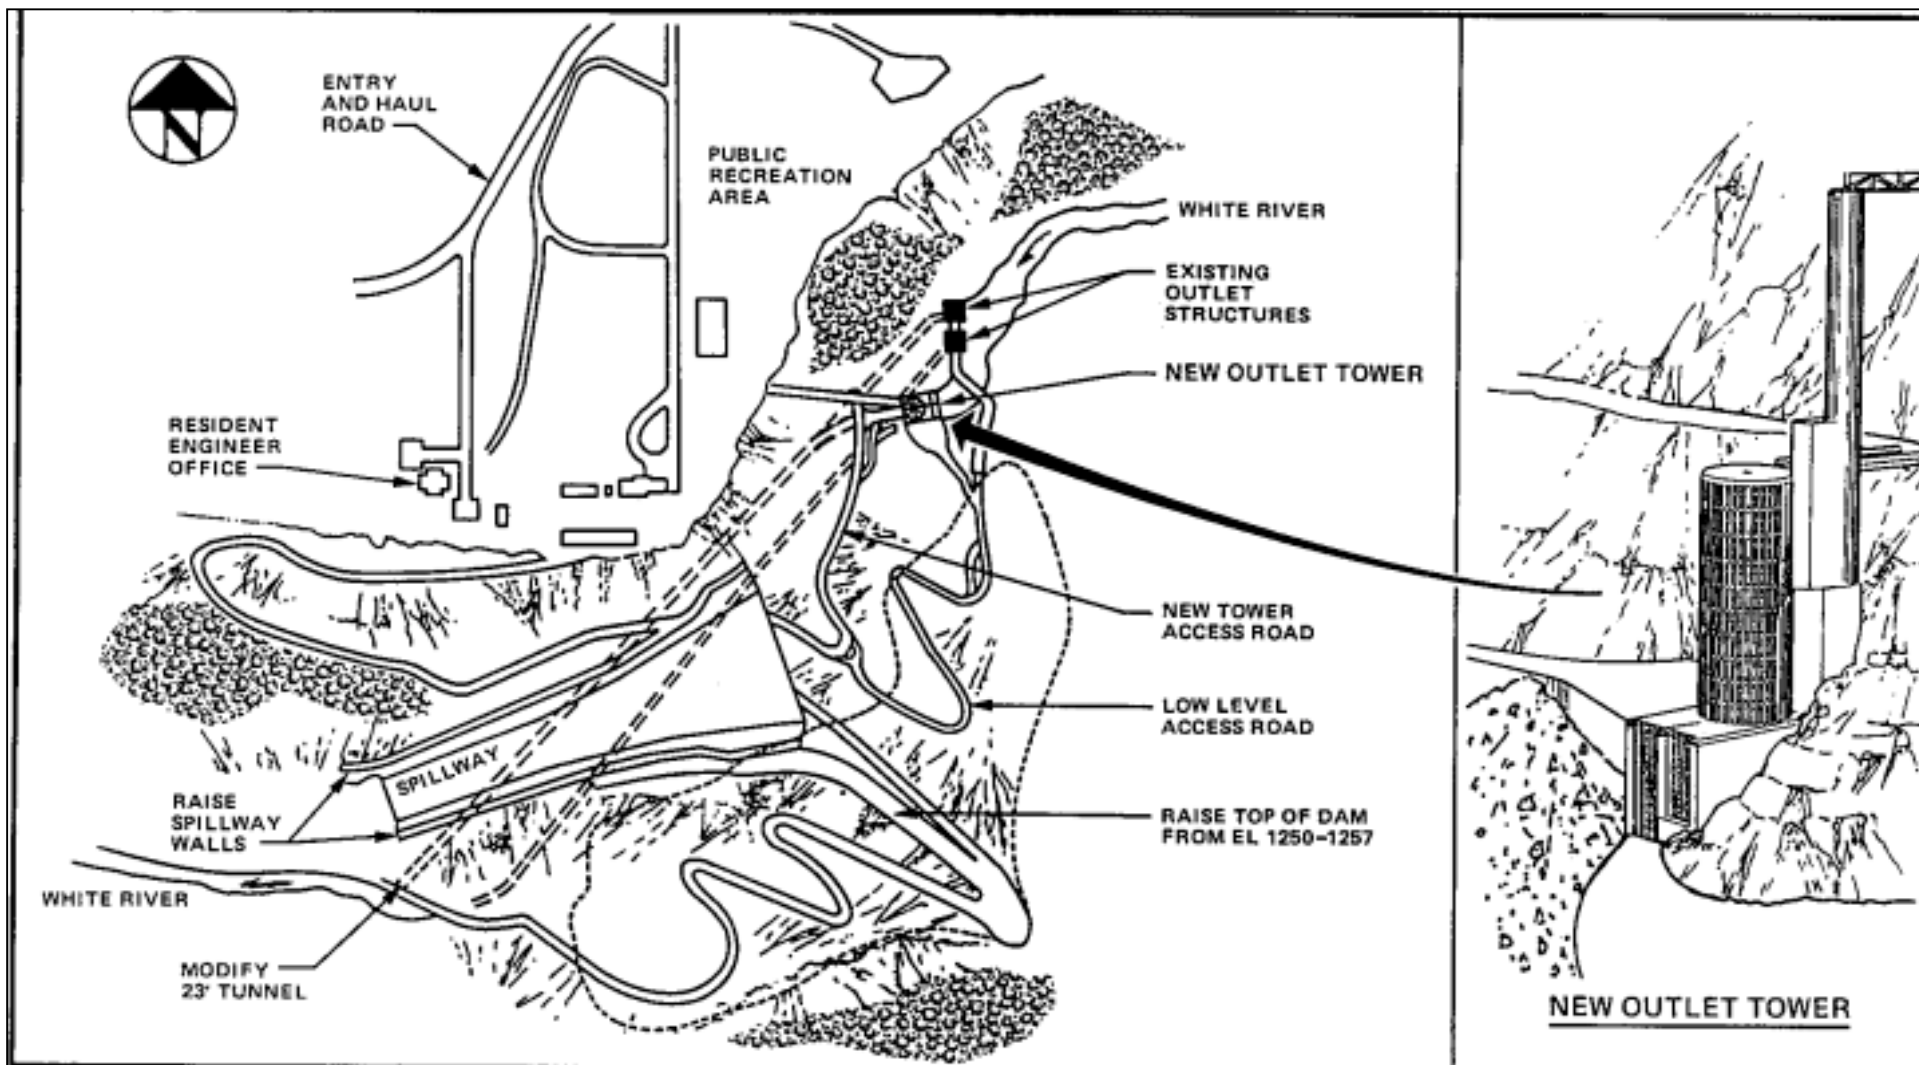 N
ENTRY
AND HAUL
ROAD
PUBLIC
RECREATION
AREA
WHITE RIVER
EXISTING
OUTLET
STRUCTURES
NEW OUTLET TOWER
RESIDENT
ENGINEER
OFFICE
NEW TOWER
ACCESS ROAD
LOW LEVEL
ACCESS ROAD
SPILLWAY
RAISE
SPILLWAY
WALLS
RAISE TOP OF DAM
FROM EL 1250-1257
WHITE RIVER
MODIFY
23' TUNNEL
NEW OUTLET TOWER